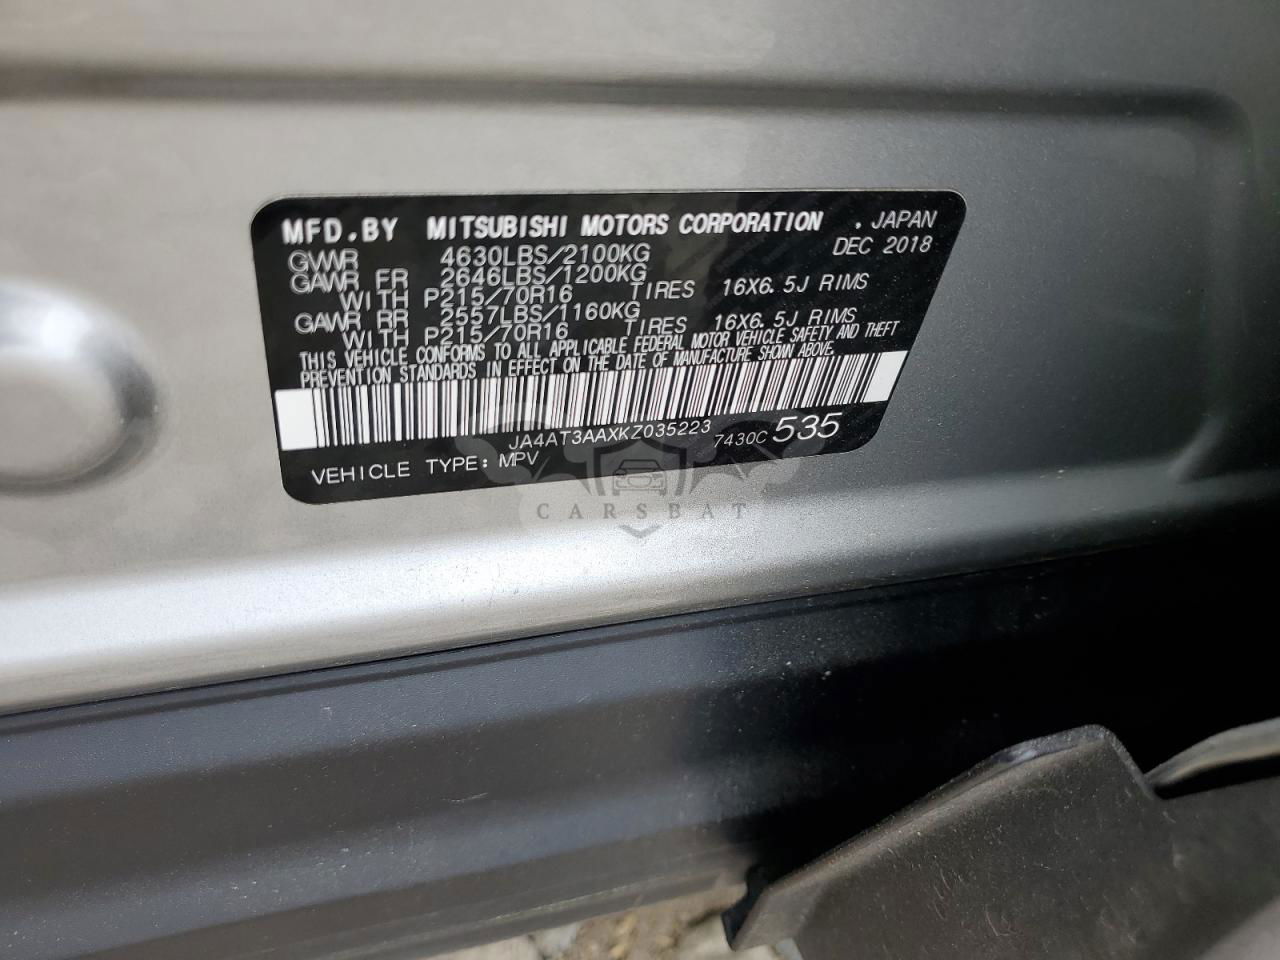 MFD.BY MITSUBISHI MOTORS CORPORATION . JAPAN
GVWR 4630LBS/2100KG DEC 2018
GAWR FR 2646LBS/1200KG
WITH P215/70R16 TIRES 16X6.5J RIMS
GAWR RR 2557LBS/1160KG
WITH P215/70R16 TIRES 16X6.5J RIMS
THIS VEHICLE CONFORMS TO ALL APPLICABLE FEDERAL MOTOR VEHICLE SAFETY AND THEFT
PREVENTION STANDARDS IN EFFECT ON THE DATE OF MANUFACTURE SHOWN ABOVE.
JA4AT3AAXKZ035223 7430C 535
VEHICLE TYPE: MPV
CARSBAT